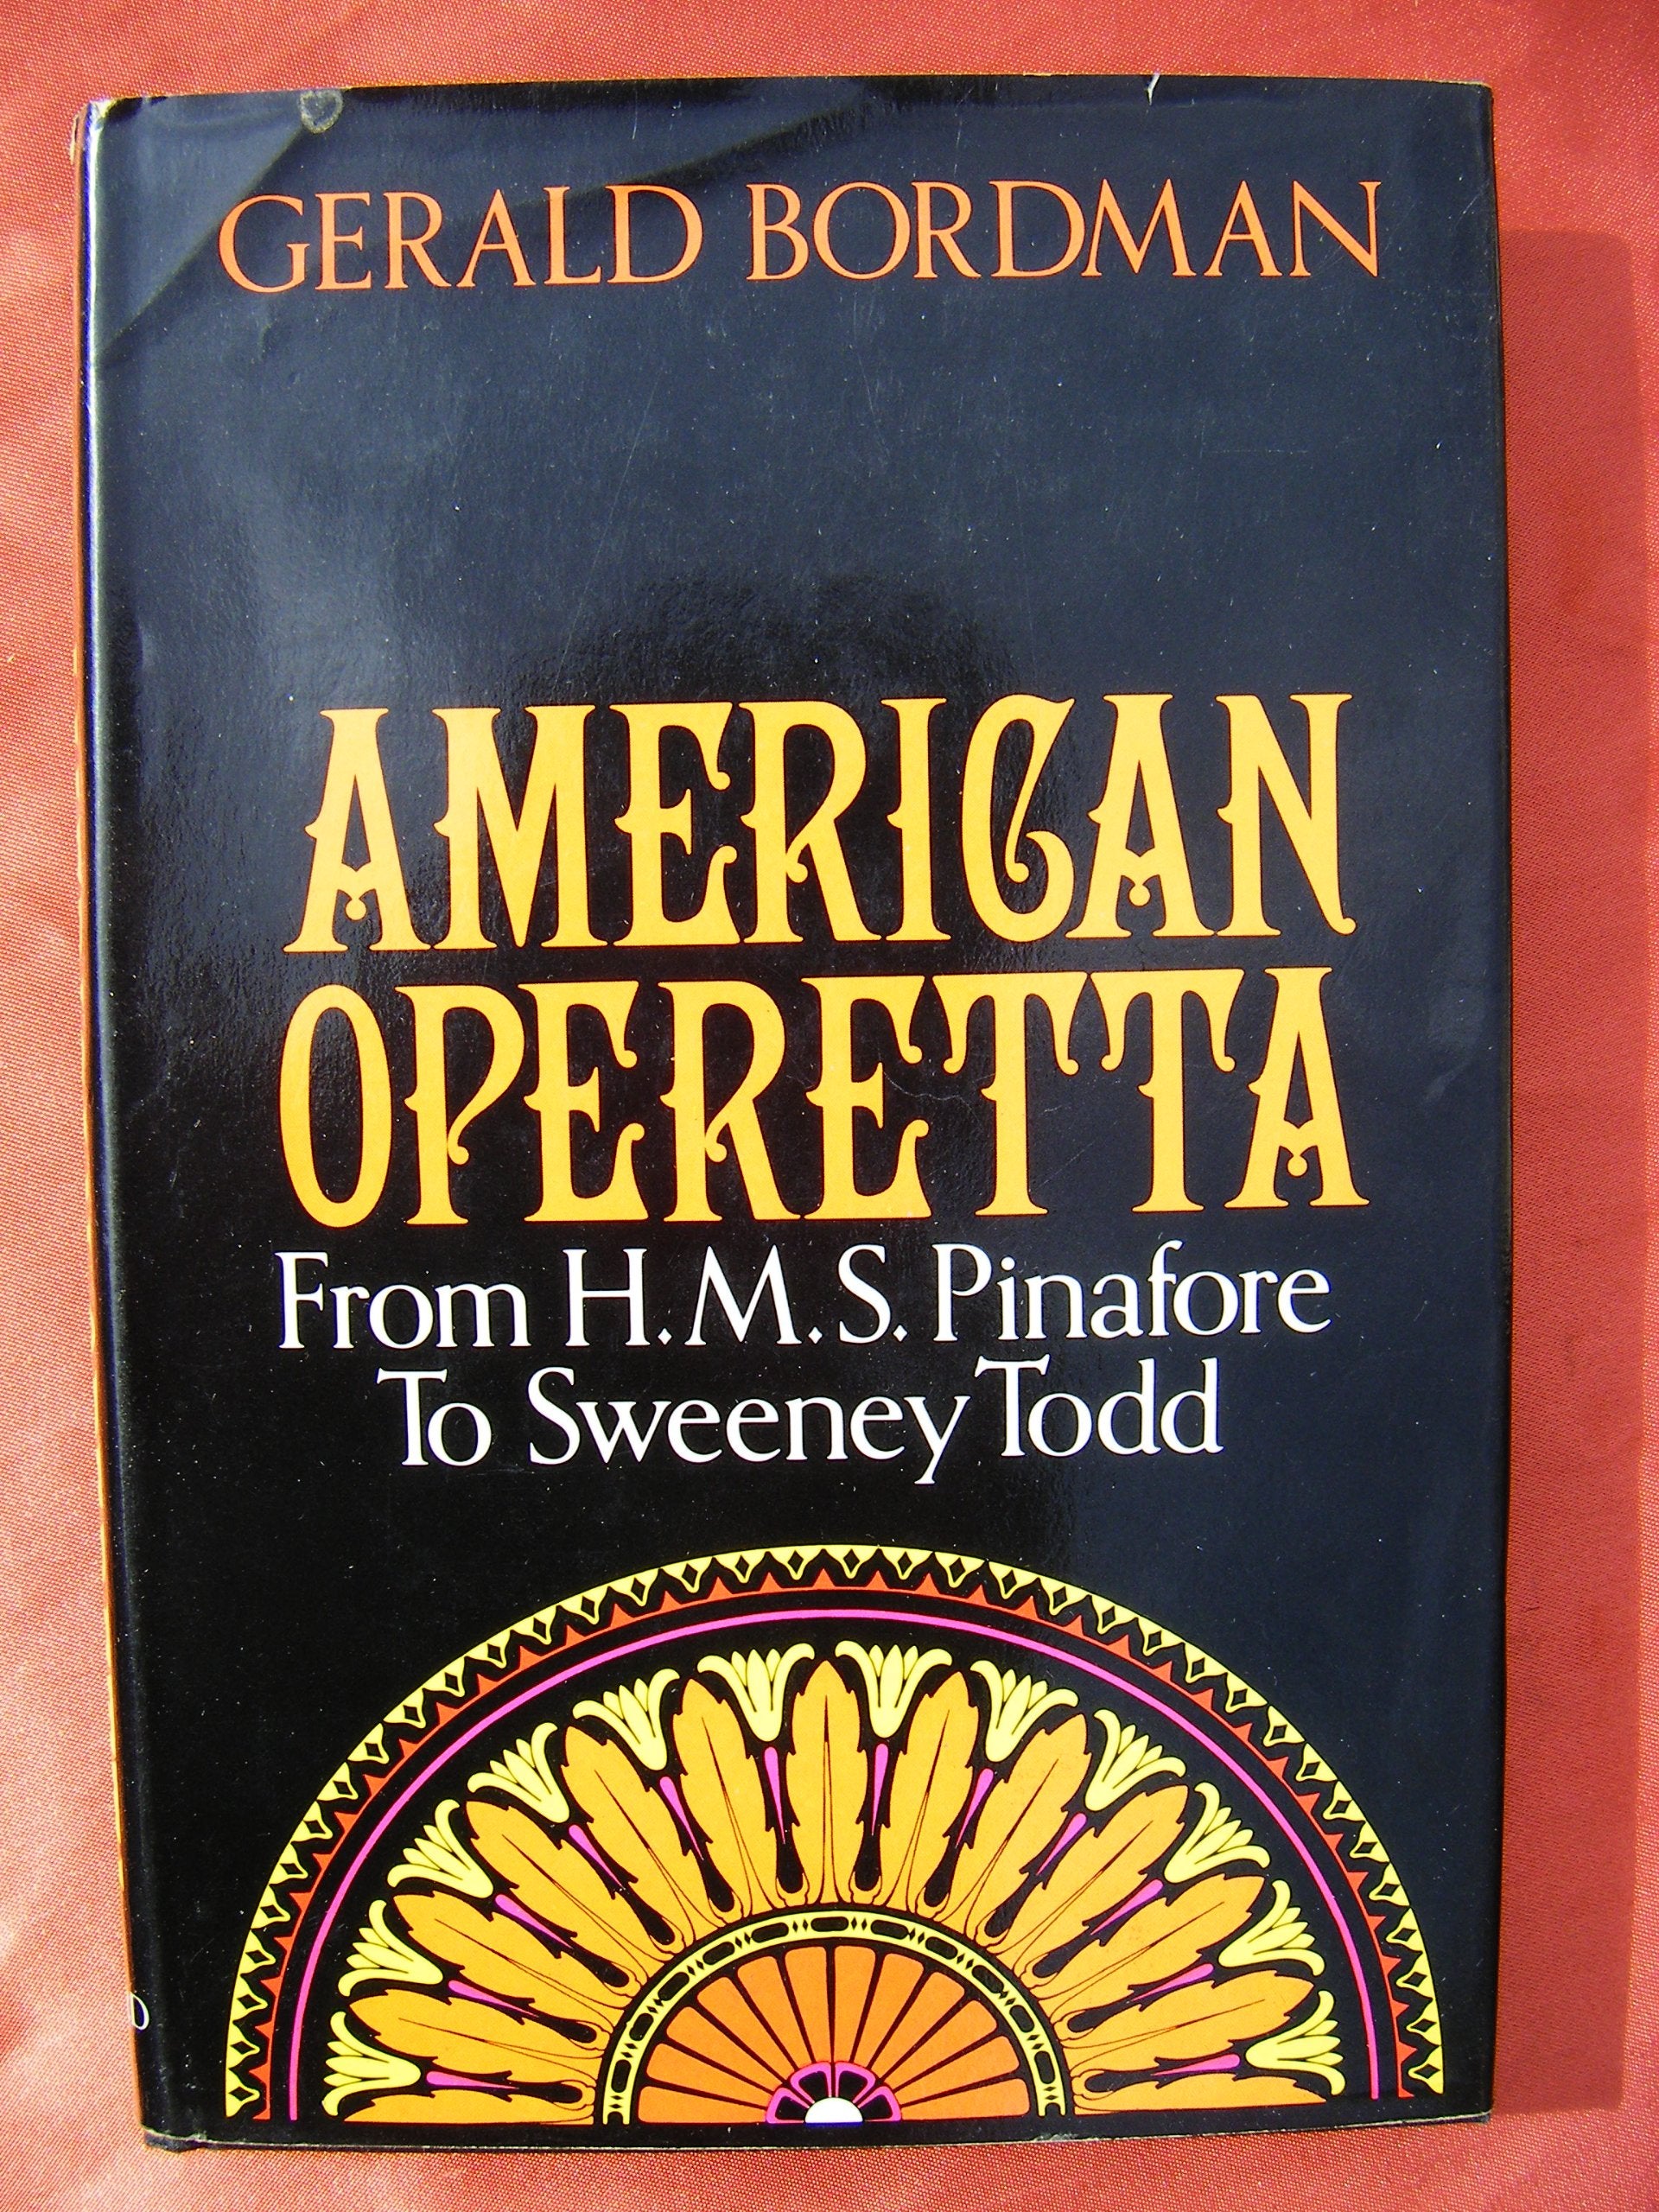 GERALD BORDMAN
AMERICAN
OPERETTA
From H.M.S. Pinafore
To Sweeney Todd